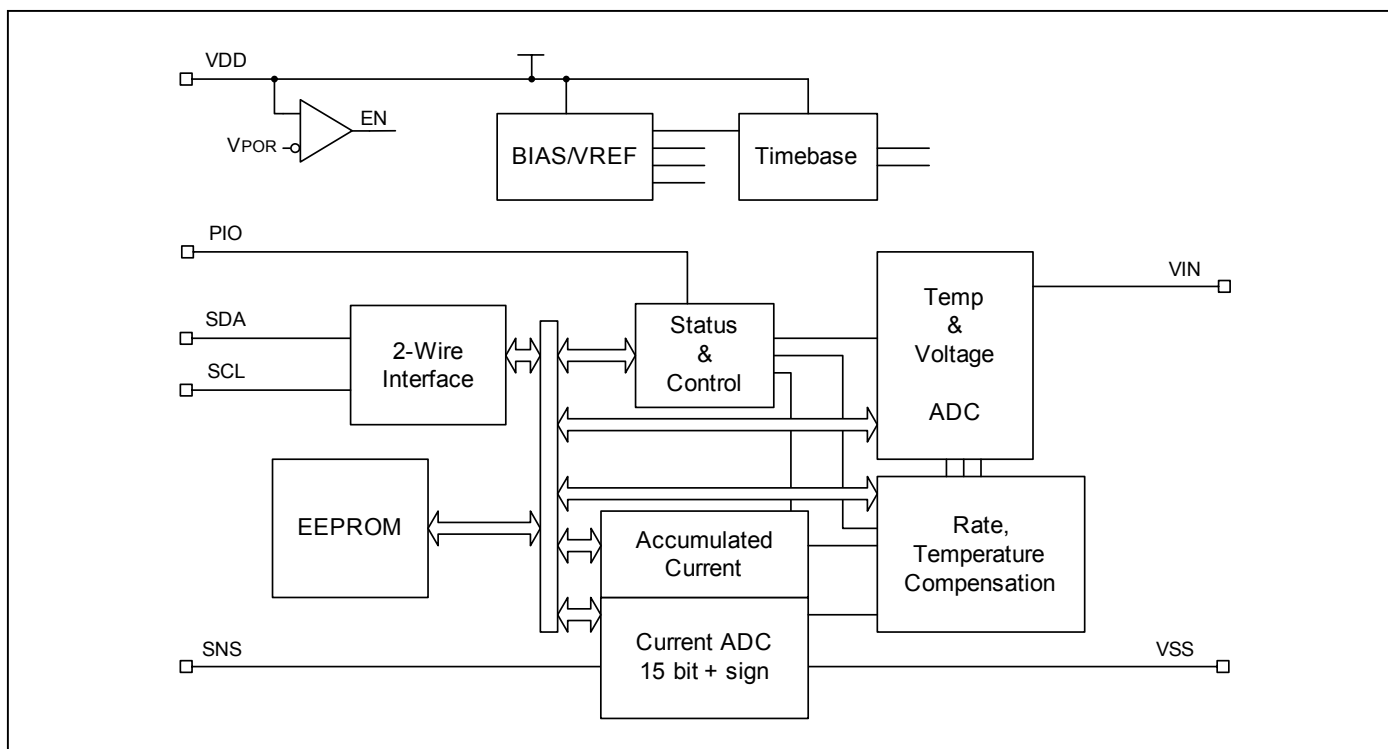 VDD
EN
VPOR
BIAS/VREF
Timebase
PIO
VIN
Temp
&
Voltage
ADC
SDA
SCL
2-Wire
Interface
Status
&
Control
EEPROM
Accumulated
Current
Rate,
Temperature
Compensation
SNS
Current ADC
15 bit + sign
VSS